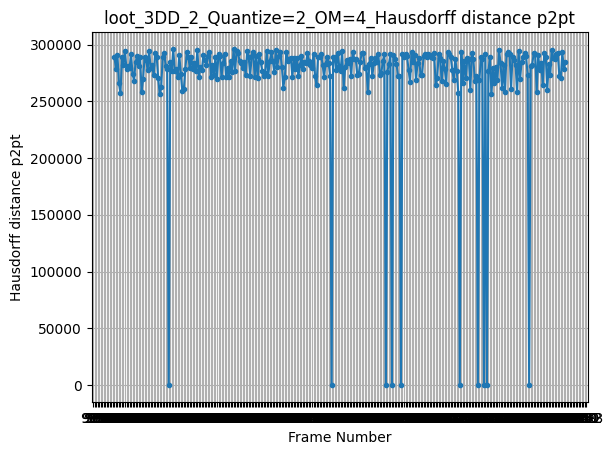 loot_3DD_2_Quantize=2_OM=4_Hausdorff distance p2pt
Hausdorff distance p2pt
300000
250000
200000
150000
100000
50000
0
Frame Number